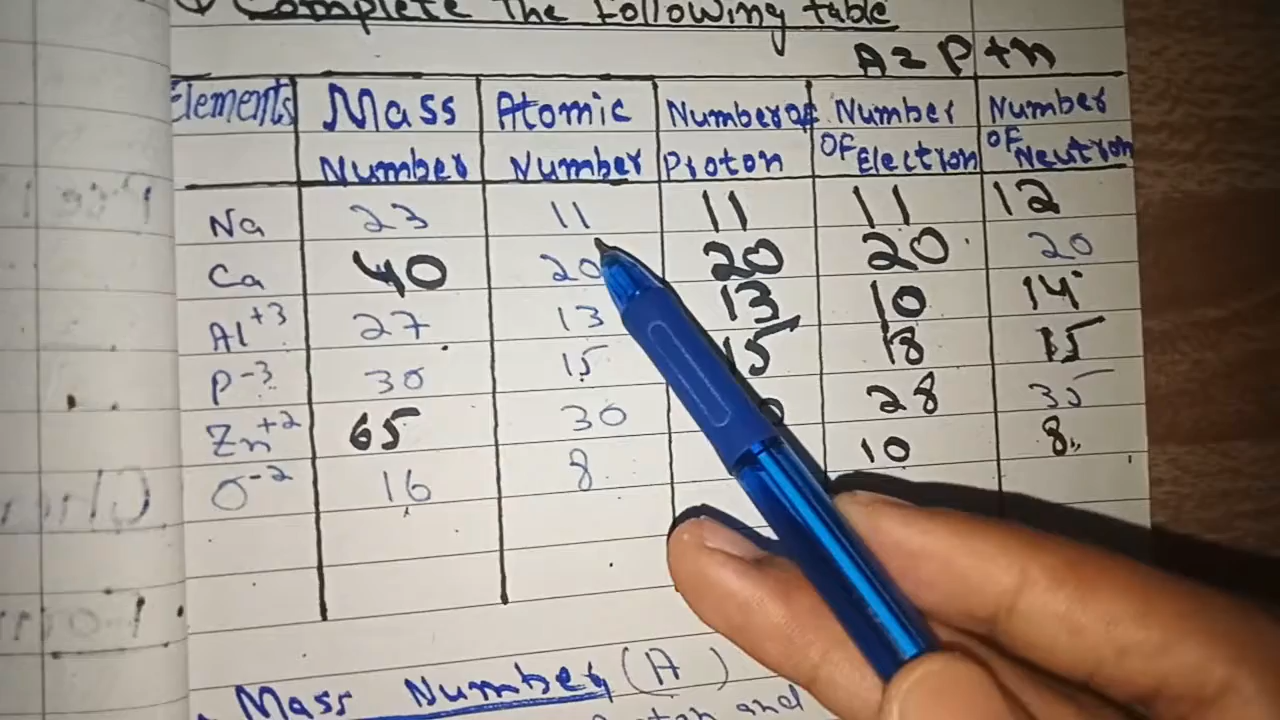 Complete the following table
A = P + n
Elements Mass Number Atomic Number Number of Proton Number of Electron Number of Neutron
Na 23 11 11 11 12
Ca 40 20 20 20 20
Al+3 27 13 13 10 14
P-3 30 15 15 18 15
Zn+2 65 30 28 35
O-2 16 8 10 8
Mass Number (A)
and